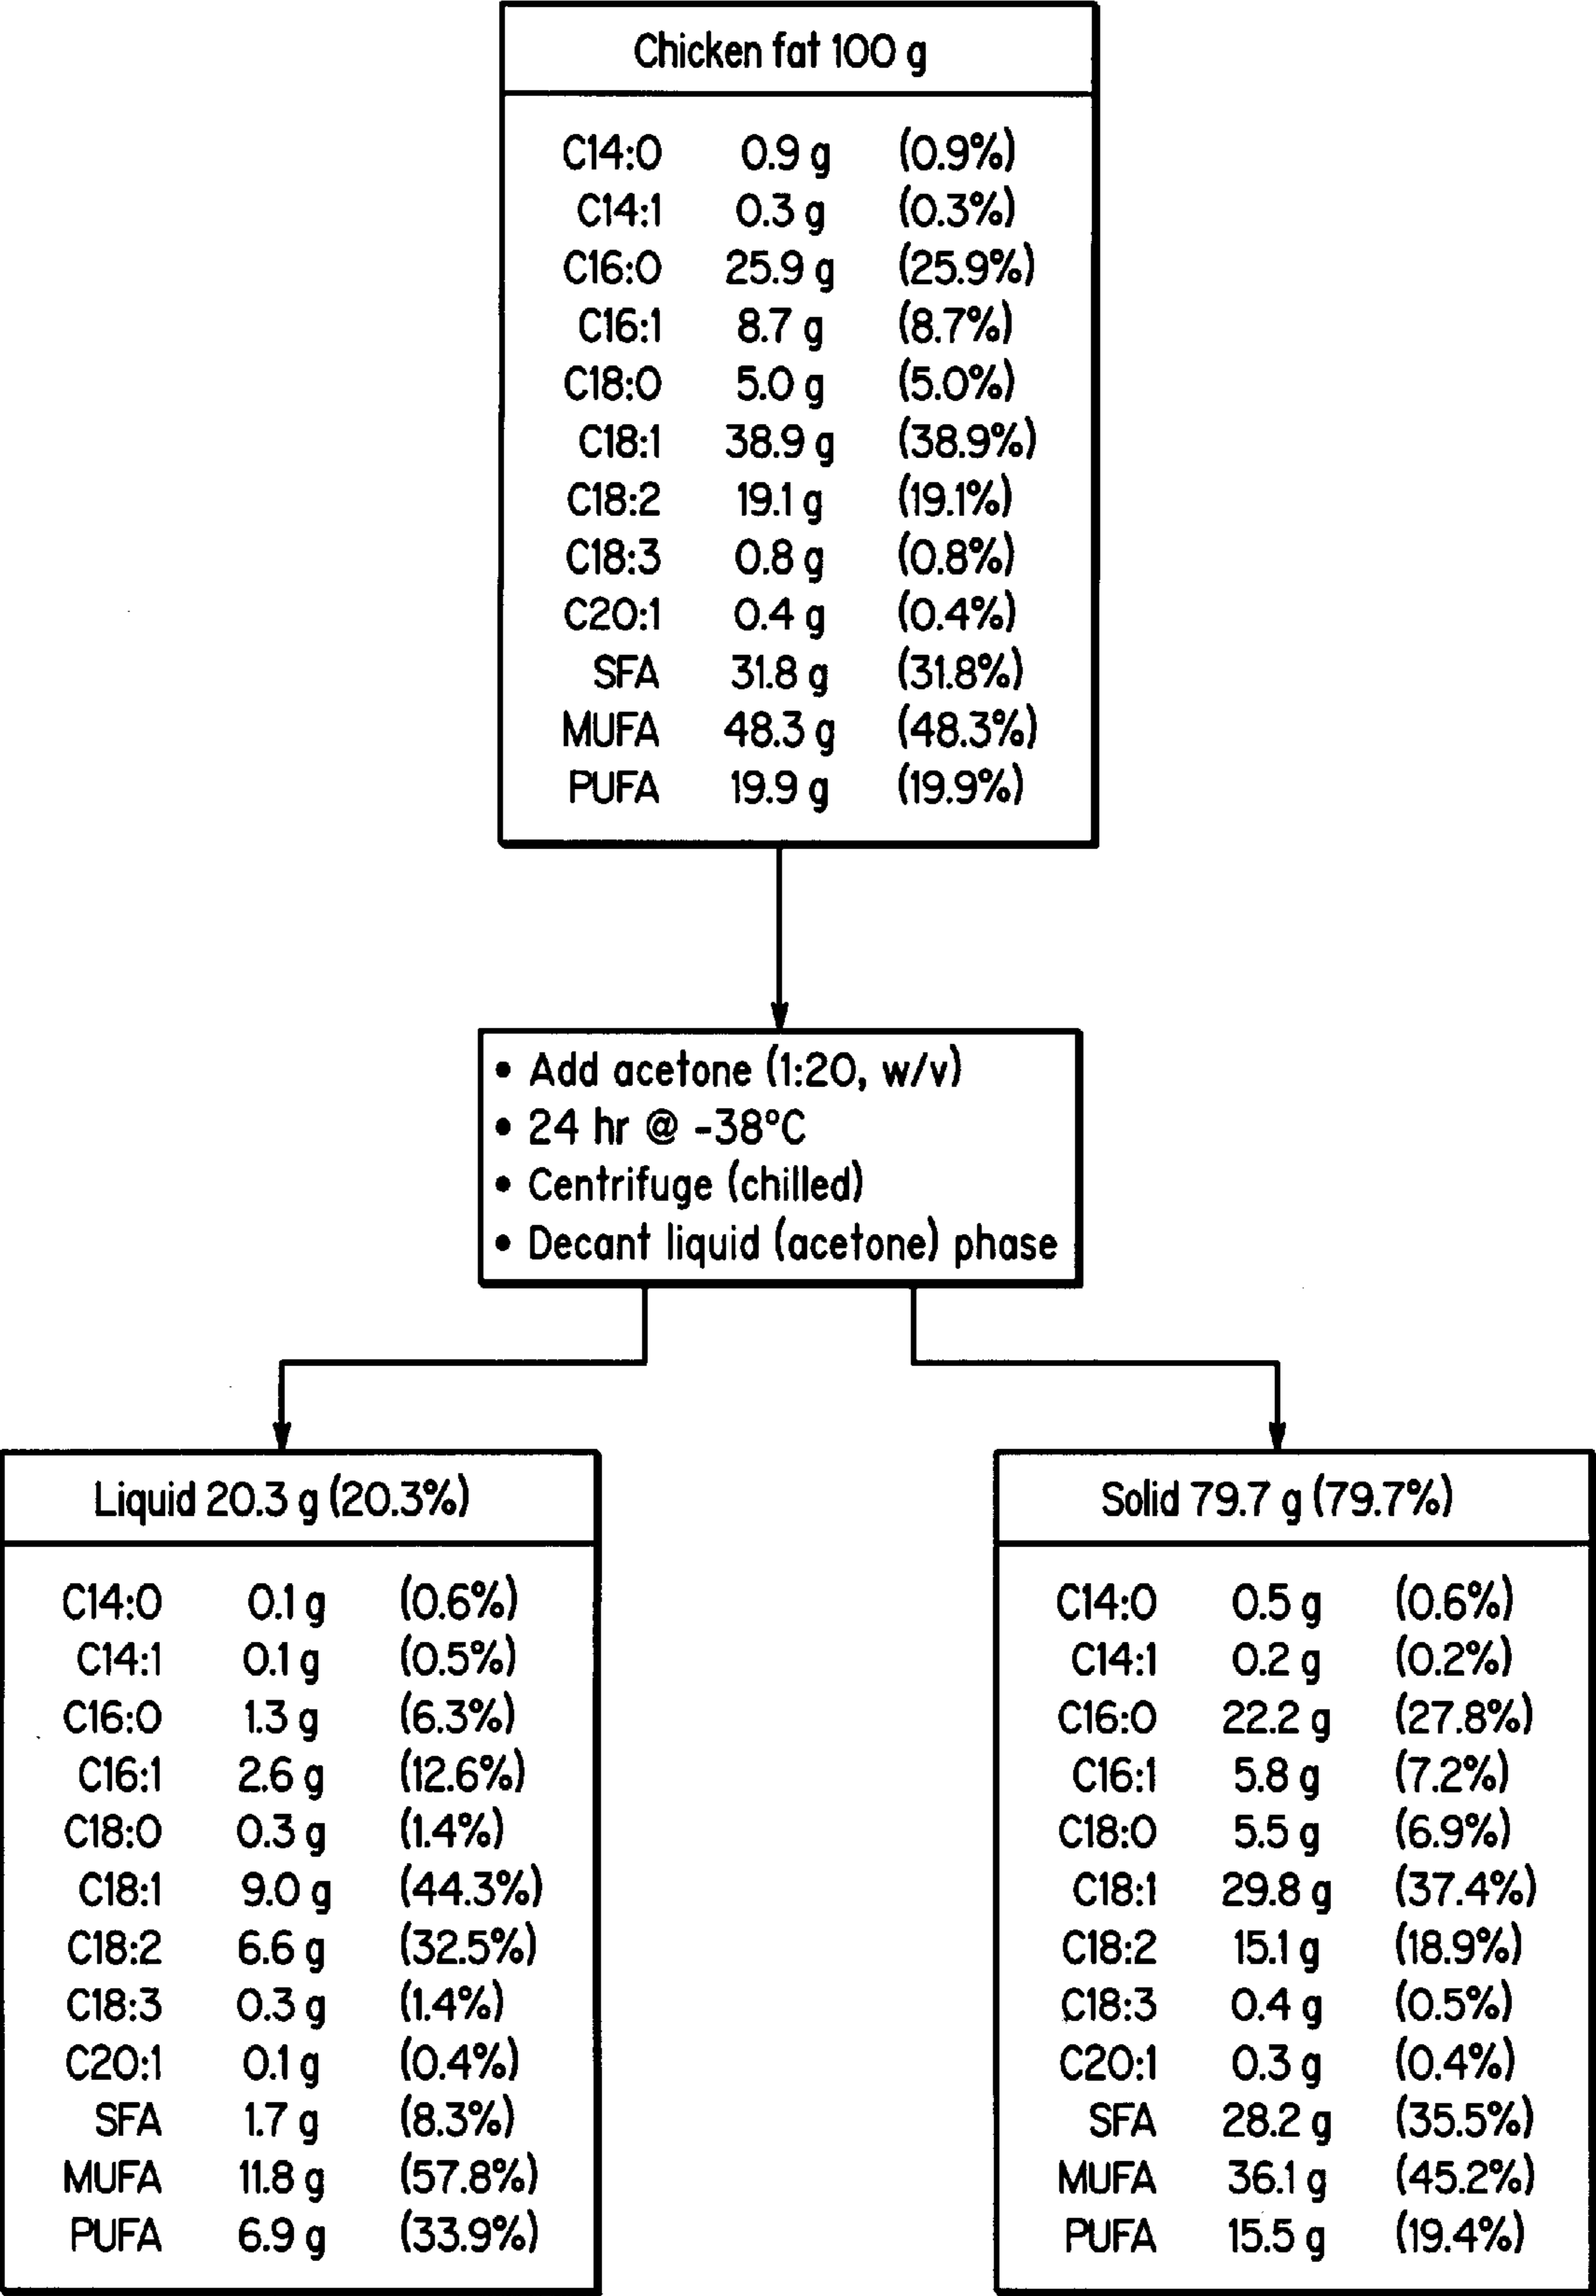 Chicken fat 100 g
C14:0 0.9 g (0.9%)
C14:1 0.3 g (0.3%)
C16:0 25.9 g (25.9%)
C16:1 8.7 g (8.7%)
C18:0 5.0 g (5.0%)
C18:1 38.9 g (38.9%)
C18:2 19.1 g (19.1%)
C18:3 0.8 g (0.8%)
C20:1 0.4 g (0.4%)
SFA 31.8 g (31.8%)
MUFA 48.3 g (48.3%)
PUFA 19.9 g (19.9%)
• Add acetone (1:20, w/v)
• 24 hr @ -38°C
• Centrifuge (chilled)
• Decant liquid (acetone) phase
Liquid 20.3 g (20.3%)
C14:0 0.1 g (0.6%)
C14:1 0.1 g (0.5%)
C16:0 1.3 g (6.3%)
C16:1 2.6 g (12.6%)
C18:0 0.3 g (1.4%)
C18:1 9.0 g (44.3%)
C18:2 6.6 g (32.5%)
C18:3 0.3 g (1.4%)
C20:1 0.1 g (0.4%)
SFA 1.7 g (8.3%)
MUFA 11.8 g (57.8%)
PUFA 6.9 g (33.9%)
Solid 79.7 g (79.7%)
C14:0 0.5 g (0.6%)
C14:1 0.2 g (0.2%)
C16:0 22.2 g (27.8%)
C16:1 5.8 g (7.2%)
C18:0 5.5 g (6.9%)
C18:1 29.8 g (37.4%)
C18:2 15.1 g (18.9%)
C18:3 0.4 g (0.5%)
C20:1 0.3 g (0.4%)
SFA 28.2 g (35.5%)
MUFA 36.1 g (45.2%)
PUFA 15.5 g (19.4%)